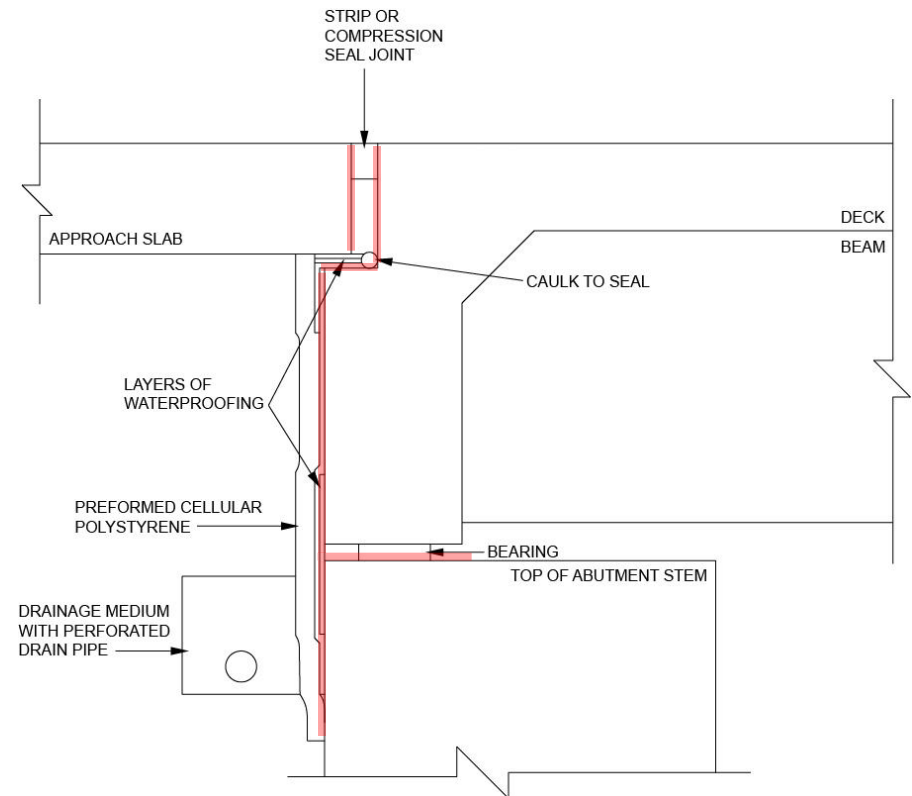 STRIP OR
COMPRESSION
SEAL JOINT
DECK
APPROACH SLAB
BEAM
CAULK TO SEAL
LAYERS OF
WATERPROOFING
PREFORMED CELLULAR
POLYSTYRENE
BEARING
TOP OF ABUTMENT STEM
DRAINAGE MEDIUM
WITH PERFORATED
DRAIN PIPE